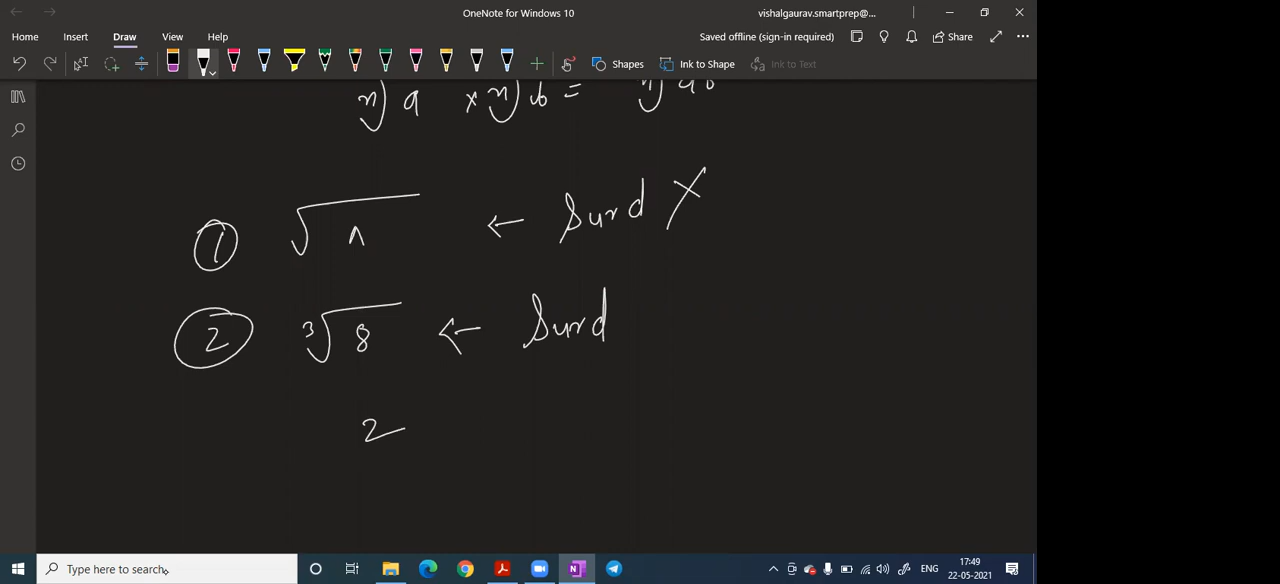 OneNote for Windows 10
vishalgaurav.smartprep@...
Home Insert Draw View Help
Saved offline (sign-in required)
Share
Shapes
Ink to Shape
Ink to Text
ⁿ√a × ⁿ√b = ⁿ√ab
① √π ← Surd ✗
② ³√8 ← Surd
2
Type here to search
ENG
17:49
22-05-2021